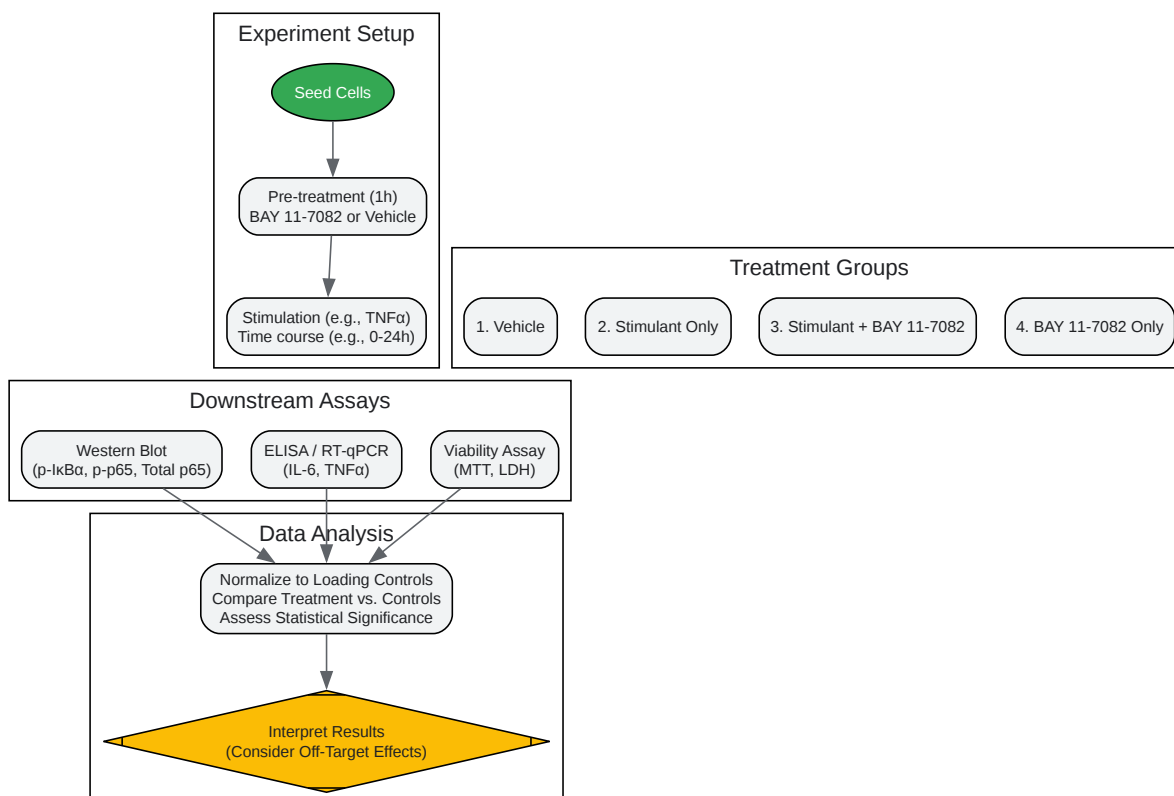 Experiment Setup
Seed Cells
Pre-treatment (1h)
BAY 11-7082 or Vehicle
Stimulation (e.g., TNFα)
Time course (e.g., 0-24h)
Treatment Groups
1. Vehicle
2. Stimulant Only
3. Stimulant + BAY 11-7082
4. BAY 11-7082 Only
Downstream Assays
Western Blot
(p-IκBα, p-p65, Total p65)
ELISA / RT-qPCR
(IL-6, TNFα)
Viability Assay
(MTT, LDH)
Data Analysis
Normalize to Loading Controls
Compare Treatment vs. Controls
Assess Statistical Significance
Interpret Results
(Consider Off-Target Effects)